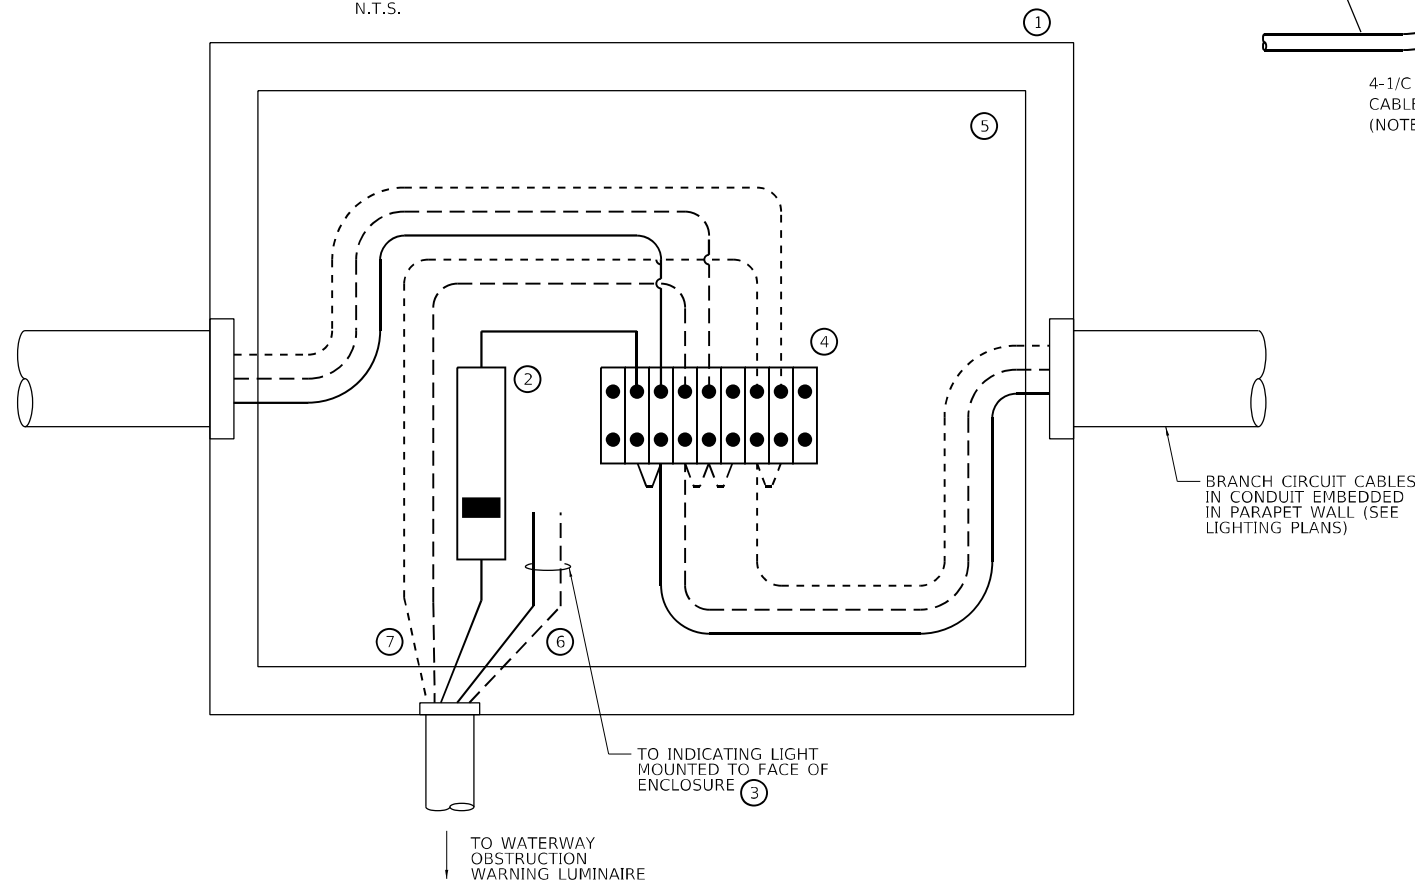 N.T.S.
1
4-1/C
CABLE
(NOTE
5
4
2
BRANCH CIRCUIT CABLES
IN CONDUIT EMBEDDED
IN PARAPET WALL (SEE
LIGHTING PLANS)
7
6
TO INDICATING LIGHT
MOUNTED TO FACE OF
ENCLOSURE 3
TO WATERWAY
OBSTRUCTION
WARNING LUMINAIRE